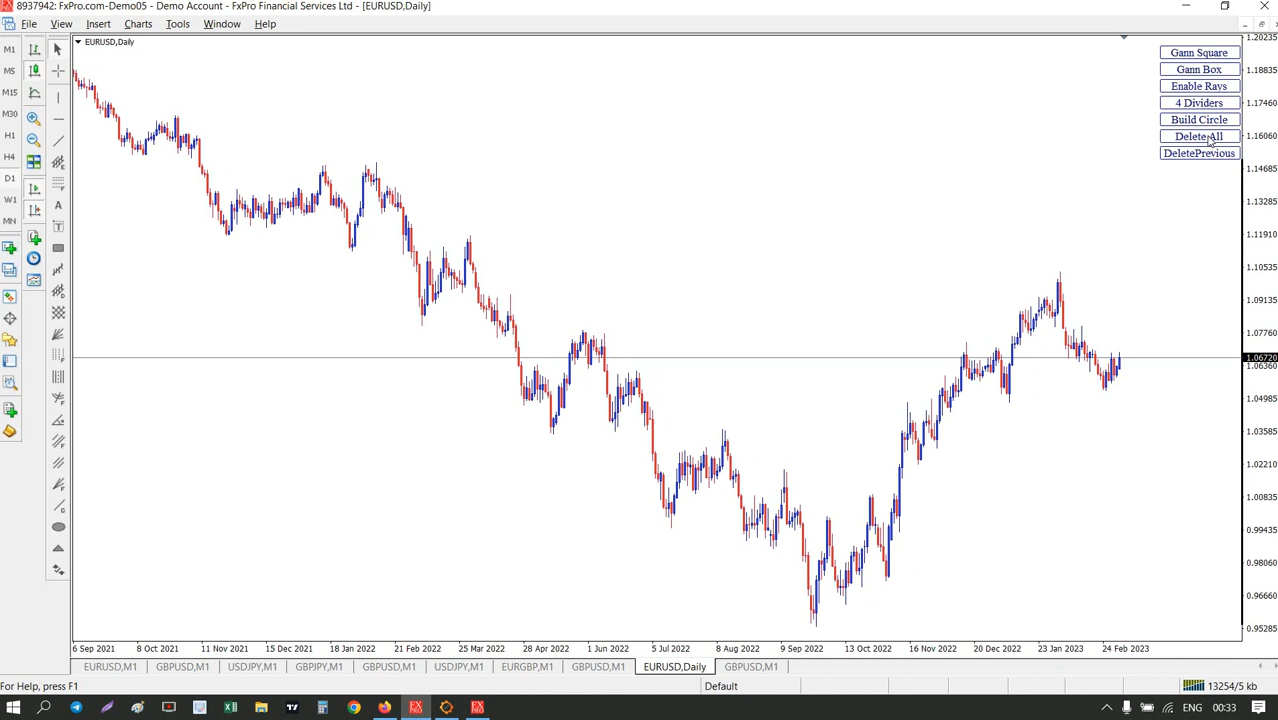 8937942: FxPro.com-Demo05 - Demo Account - FxPro Financial Services Ltd - [EURUSD,Daily]
File View Insert Charts Tools Window Help
EURUSD,Daily
M1
M5
M15
M30
H1
H4
D1
W1
MN
Gann Square
Gann Box
Enable Rays
4 Dividers
Build Circle
Delete All
DeletePrevious
1.20235
1.18835
1.17460
1.16060
1.14685
1.13285
1.11910
1.10535
1.09135
1.07760
1.06720
1.06360
1.04985
1.03585
1.02210
1.00835
0.99435
0.98060
0.96660
0.95285
6 Sep 2021 8 Oct 2021 11 Nov 2021 15 Dec 2021 18 Jan 2022 21 Feb 2022 25 Mar 2022 28 Apr 2022 1 Jun 2022 5 Jul 2022 8 Aug 2022 9 Sep 2022 13 Oct 2022 16 Nov 2022 20 Dec 2022 23 Jan 2023 24 Feb 2023
EURUSD,M1 GBPUSD,M1 USDJPY,M1 GBPJPY,M1 GBPUSD,M1 USDJPY,M1 EURGBP,M1 GBPUSD,M1 EURUSD,Daily GBPUSD,M1
For Help, press F1 Default 13254/5 kb
ENG 00:33